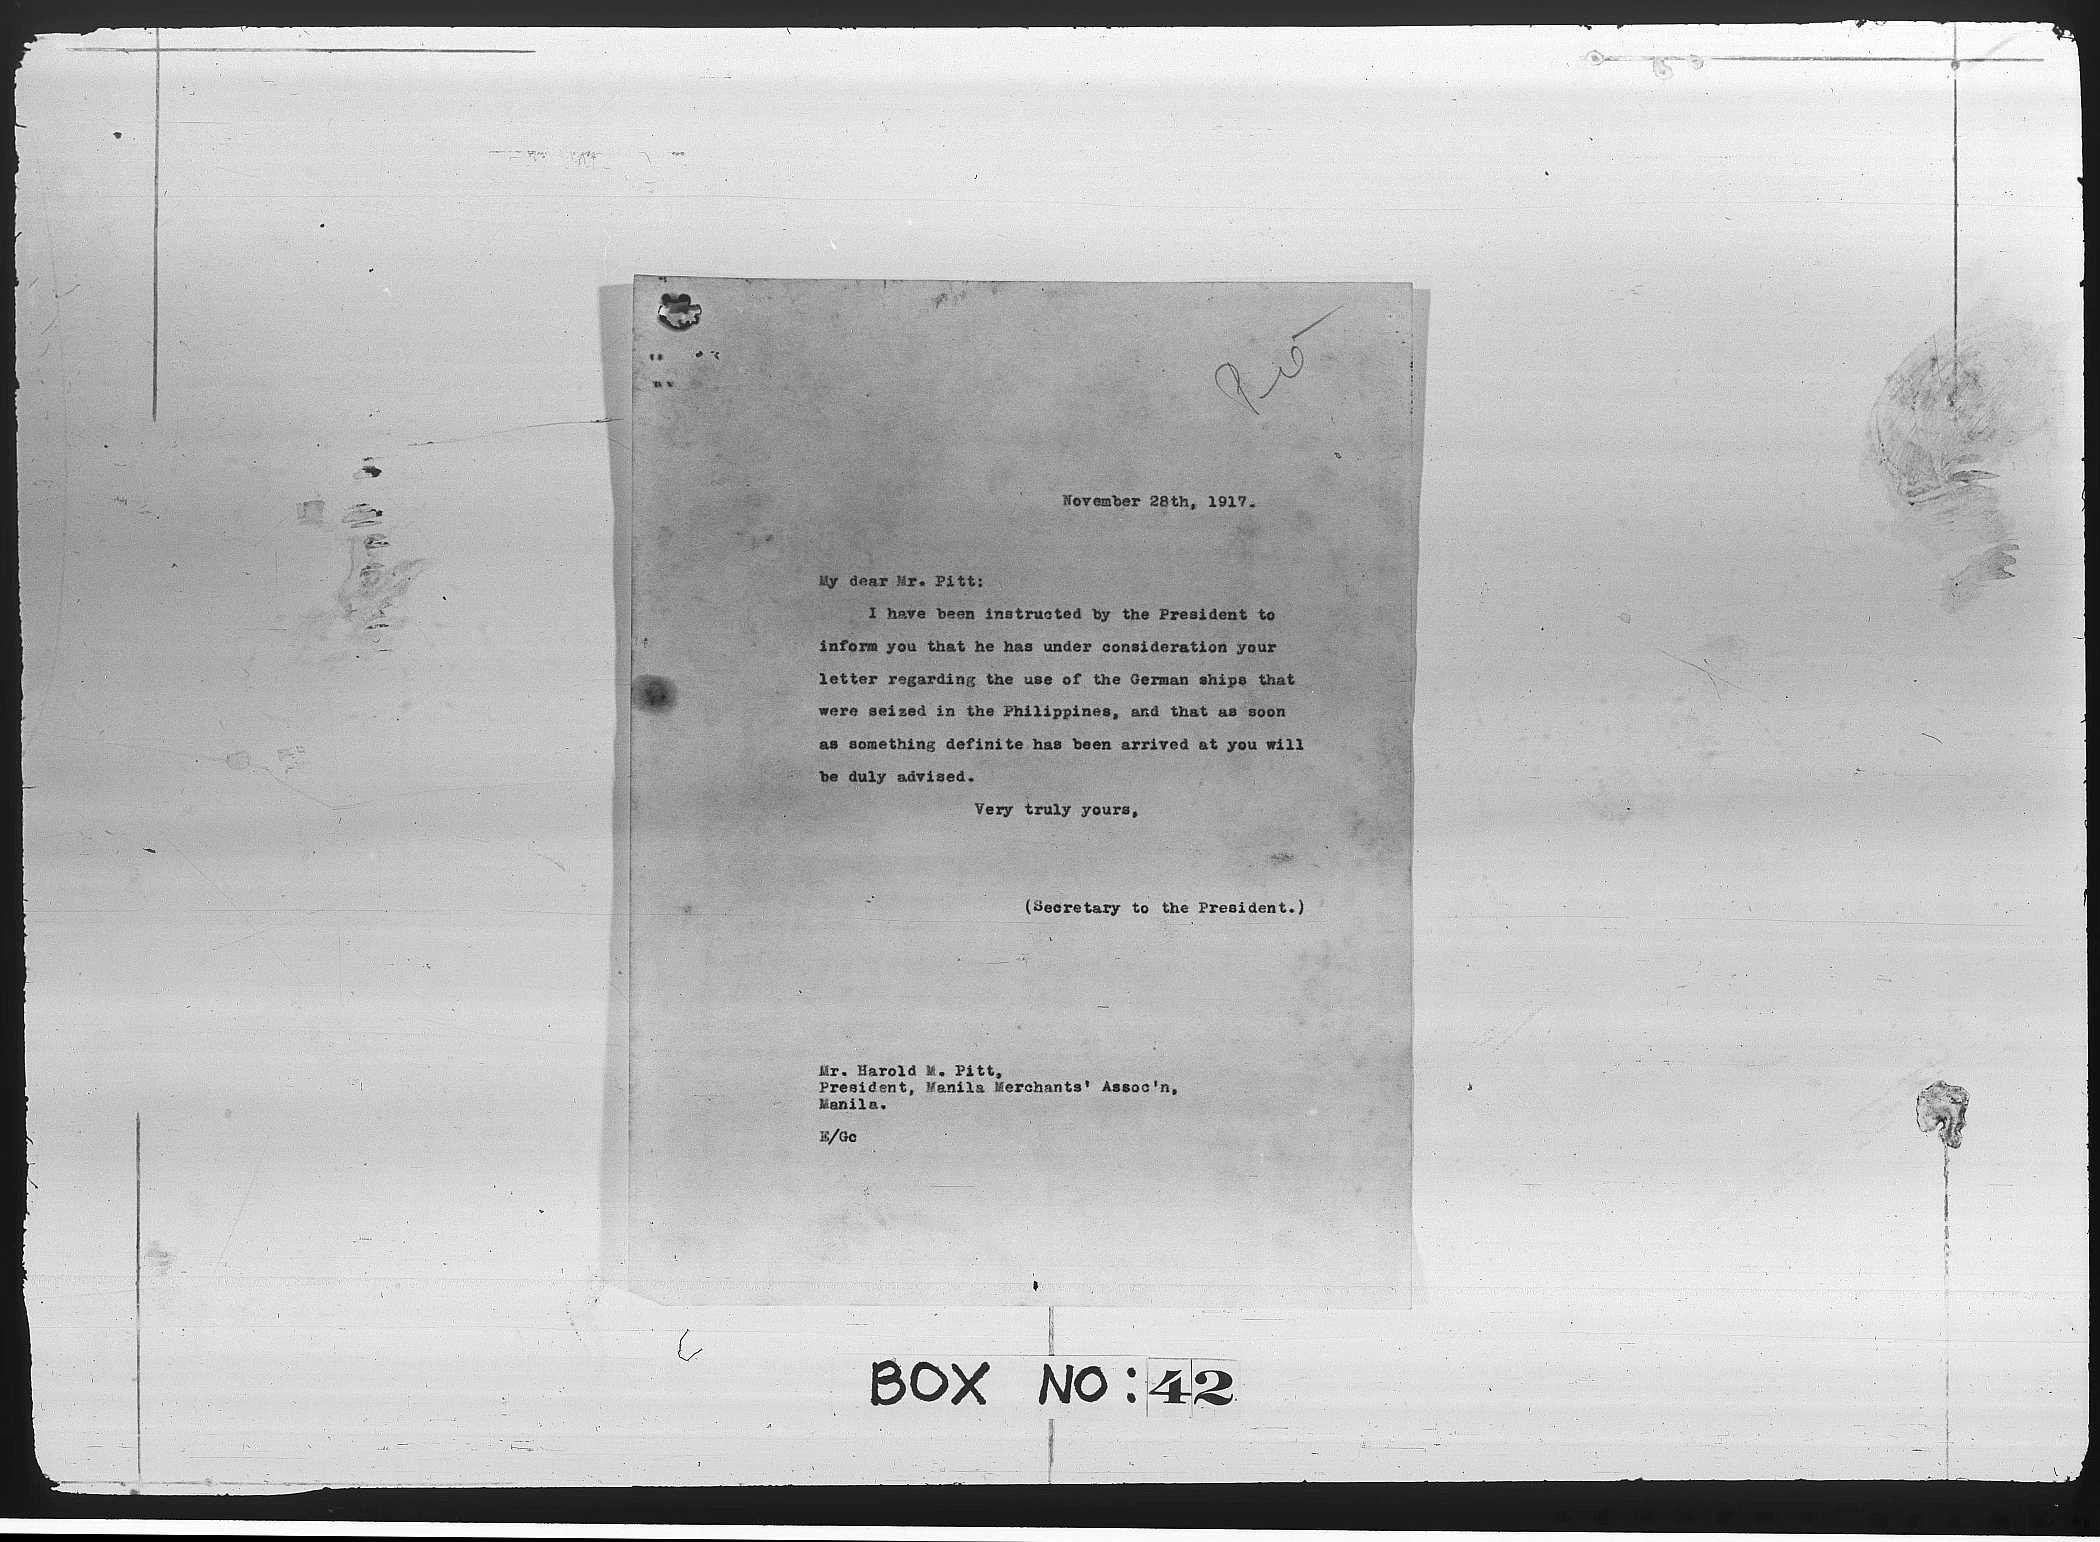 November 28th, 1917.
My dear Mr. Pitt:
I have been instructed by the President to
inform you that he has under consideration your
letter regarding the use of the German ships that
were seized in the Philippines, and that as soon
as something definite has been arrived at you will
be duly advised.
Very truly yours,
(Secretary to the President.)
Mr. Harold M. Pitt,
President, Manila Merchants' Assoc'n,
Manila.
E/Gc
BOX NO: 42